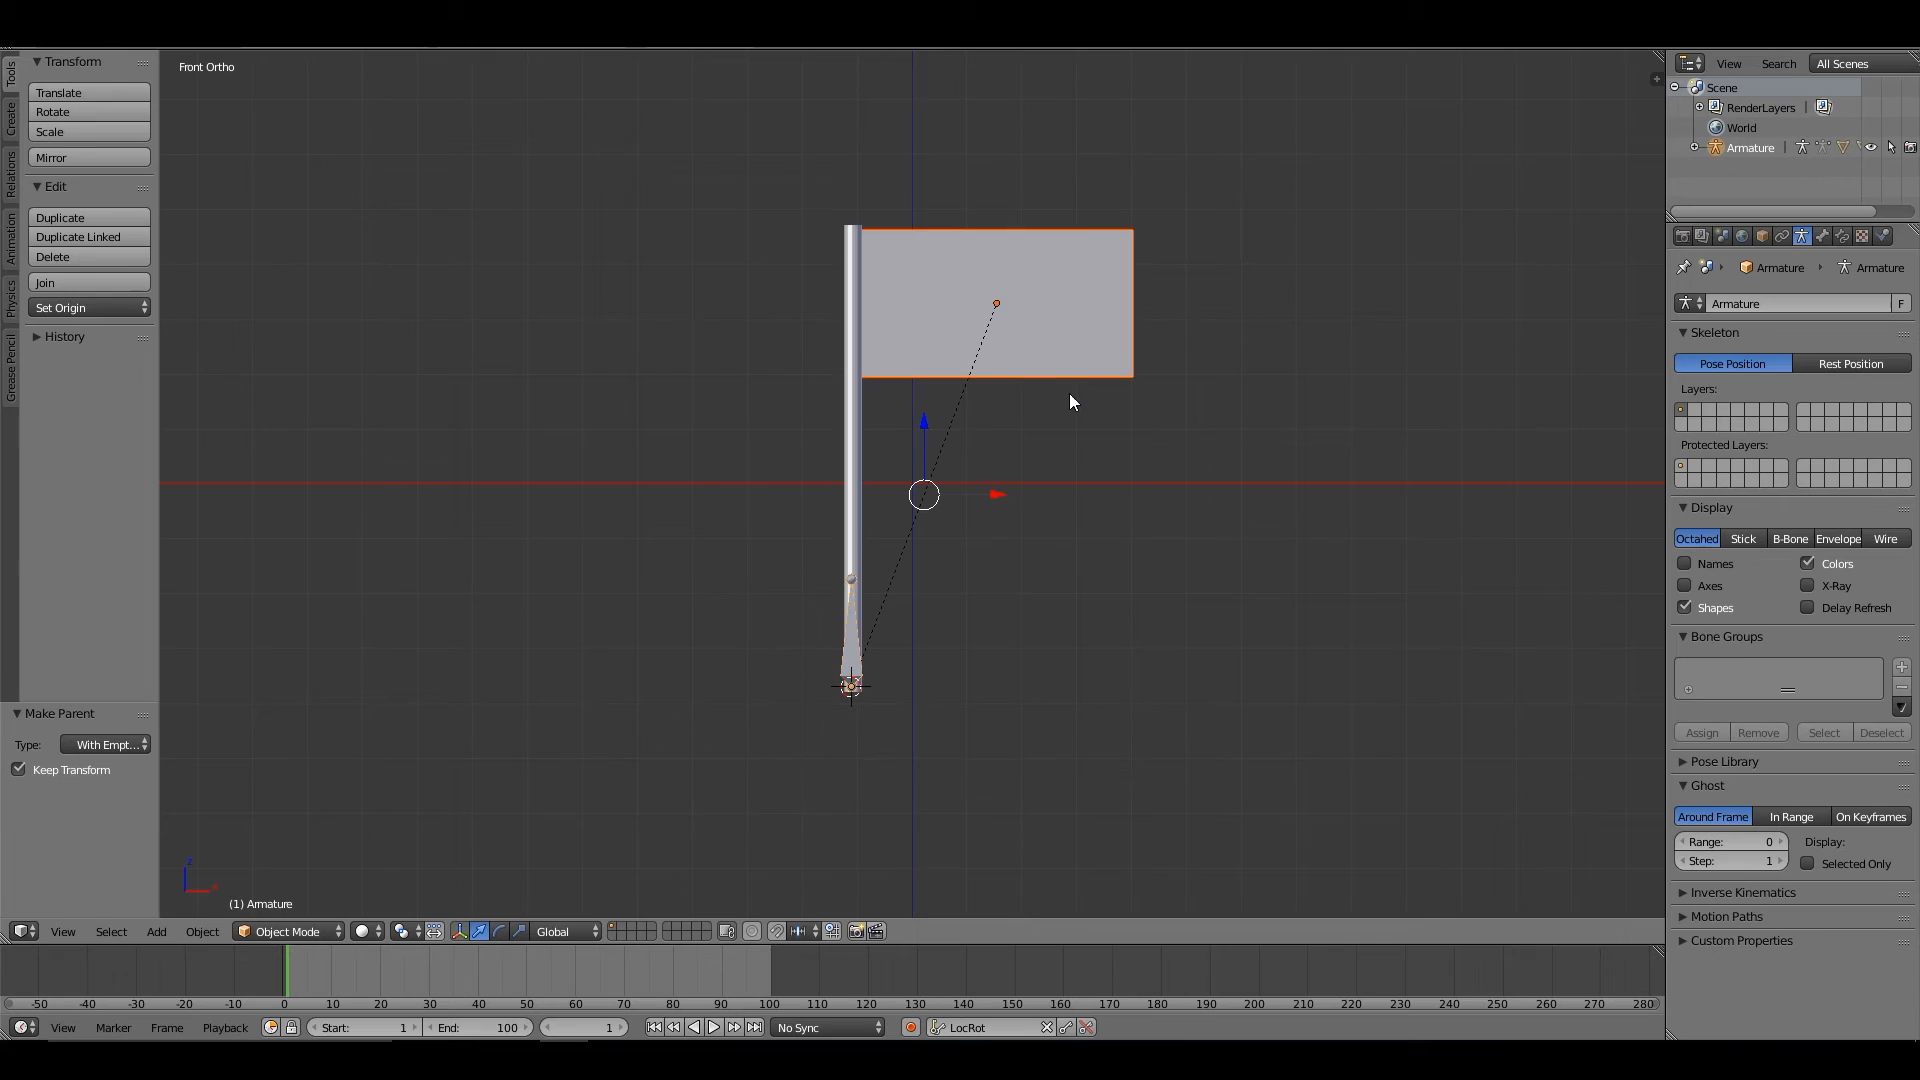 Front Ortho
Tools
Create
Relations
Animation
Physics
Grease Pencil
Transform
Translate
Rotate
Scale
Mirror
Edit
Duplicate
Duplicate Linked
Delete
Join
Set Origin
History
Make Parent
Type: With Empt...
Keep Transform
z
x
(1) Armature
View Select Add Object Object Mode Global
-50 -40 -30 -20 -10 0 10 20 30 40 50 60 70 80 90 100 110 120 130 140 150 160 170 180 190 200 210 220 230 240 250 260 270 280
View Marker Frame Playback Start: 1 End: 100 1 No Sync LocRot
View Search All Scenes
Scene
RenderLayers
World
Armature
Armature Armature
Armature F
Skeleton
Pose Position Rest Position
Layers:
Protected Layers:
Display
Octahed Stick B-Bone Envelope Wire
Names Colors
Axes X-Ray
Shapes Delay Refresh
Bone Groups
Assign Remove Select Deselect
Pose Library
Ghost
Around Frame In Range On Keyframes
Range: 0 Display:
Step: 1 Selected Only
Inverse Kinematics
Motion Paths
Custom Properties